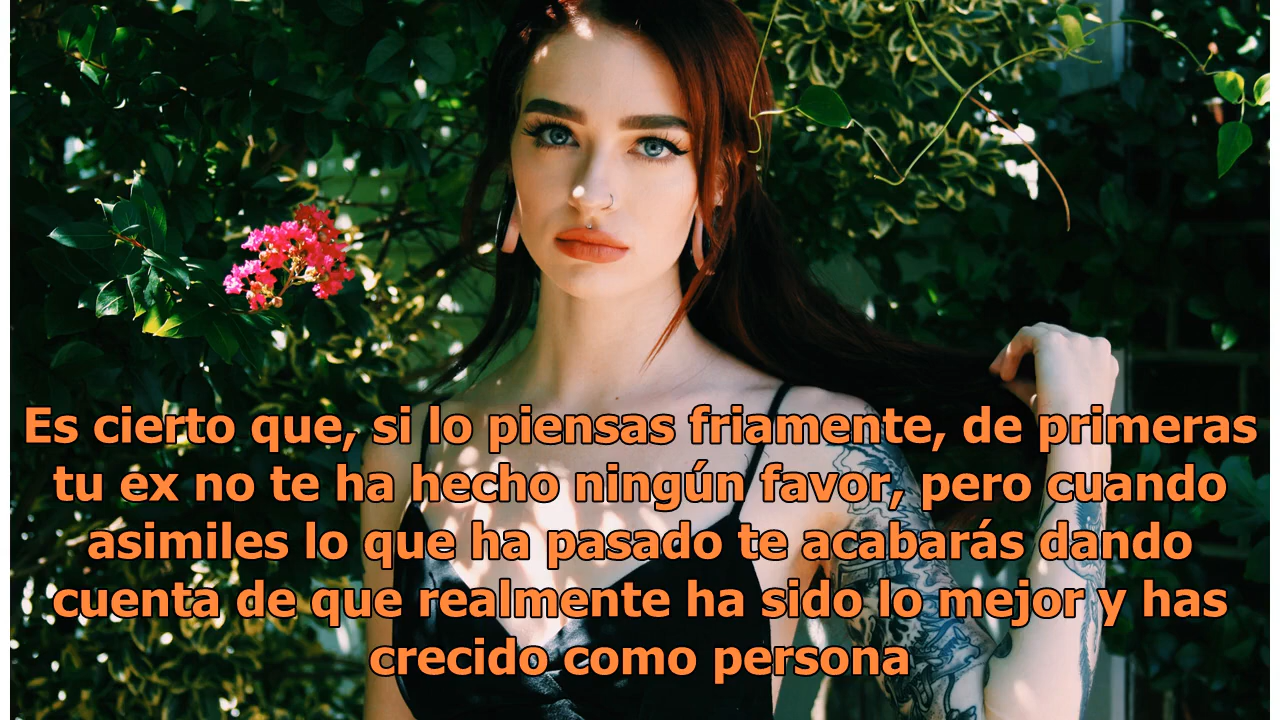 Es cierto que, si lo piensas friamente, de primeras
tu ex no te ha hecho ningún favor, pero cuando
asimiles lo que ha pasado te acabarás dando
cuenta de que realmente ha sido lo mejor y has
crecido como persona